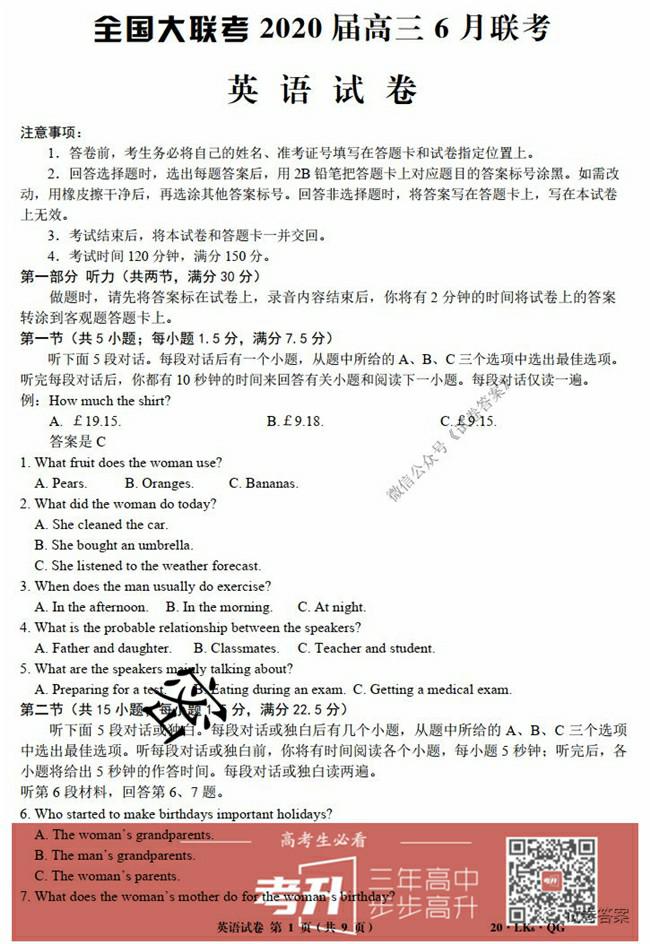 全国大联考 2020 届高三 6 月联考
英 语 试 卷
注意事项：
1．答卷前，考生务必将自己的姓名、准考证号填写在答题卡和试卷指定位置上。
2．回答选择题时，选出每题答案后，用 2B 铅笔把答题卡上对应题目的答案标号涂黑。如需改
动，用橡皮擦干净后，再选涂其他答案标号。回答非选择题时，将答案写在答题卡上，写在本试卷
上无效。
3．考试结束后，将本试卷和答题卡一并交回。
4．考试时间 120 分钟，满分 150 分。
第一部分 听力（共两节，满分 30 分）
做题时，请先将答案标在试卷上，录音内容结束后，你将有 2 分钟的时间将试卷上的答案
转涂到客观题答题卡上。
第一节（共 5 小题；每小题 1.5 分，满分 7.5 分）
听下面 5 段对话。每段对话后有一个小题，从题中所给的 A、B、C 三个选项中选出最佳选项。
听完每段对话后，你都有 10 秒钟的时间来回答有关小题和阅读下一小题。每段对话仅读一遍。
例：How much the shirt?
A. ￡19.15. B.￡9.18. C.￡9.15.
答案是 C
微信公众号《试卷答案》
1. What fruit does the woman use?
A. Pears. B. Oranges. C. Bananas.
2. What did the woman do today?
A. She cleaned the car.
B. She bought an umbrella.
C. She listened to the weather forecast.
3. When does the man usually do exercise?
A. In the afternoon. B. In the morning. C. At night.
4. What is the probable relationship between the speakers?
A. Father and daughter. B. Classmates. C. Teacher and student.
5. What are the speakers mainly talking about?
A. Preparing for a test. B. Eating during an exam. C. Getting a medical exam.
密
第二节（共 15 小题；每小题 1.5 分，满分 22.5 分）
听下面 5 段对话或独白。每段对话或独白后有几个小题，从题中所给的 A、B、C 三个选项
中选出最佳选项。听每段对话或独白前，你将有时间阅读各个小题，每小题 5 秒钟；听完后，各
小题将给出 5 秒钟的作答时间。每段对话或独白读两遍。
听第 6 段材料，回答第 6、7 题。
6. Who started to make birthdays important holidays?
A. The woman's grandparents.
B. The man's grandparents.
C. The woman's parents.
高考生必看
考升
三年高中
步步高升
考升
试卷答案
7. What does the woman's mother do for the woman's birthday?
英语试卷 第 1 页（共 9 页） 20·LK6·QG